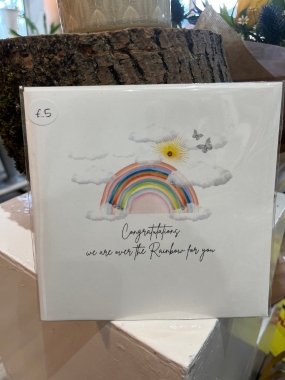 £5
Congratulations
we are over the Rainbow for you